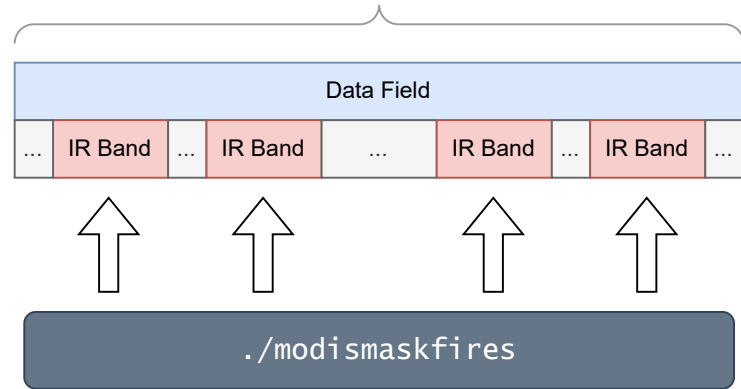 Data Field
... IR Band ... IR Band ... IR Band ... IR Band ...
./modismaskfires